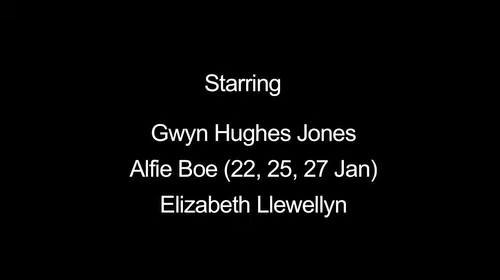 Starring
Gwyn Hughes Jones
Alfie Boe (22, 25, 27 Jan)
Elizabeth Llewellyn